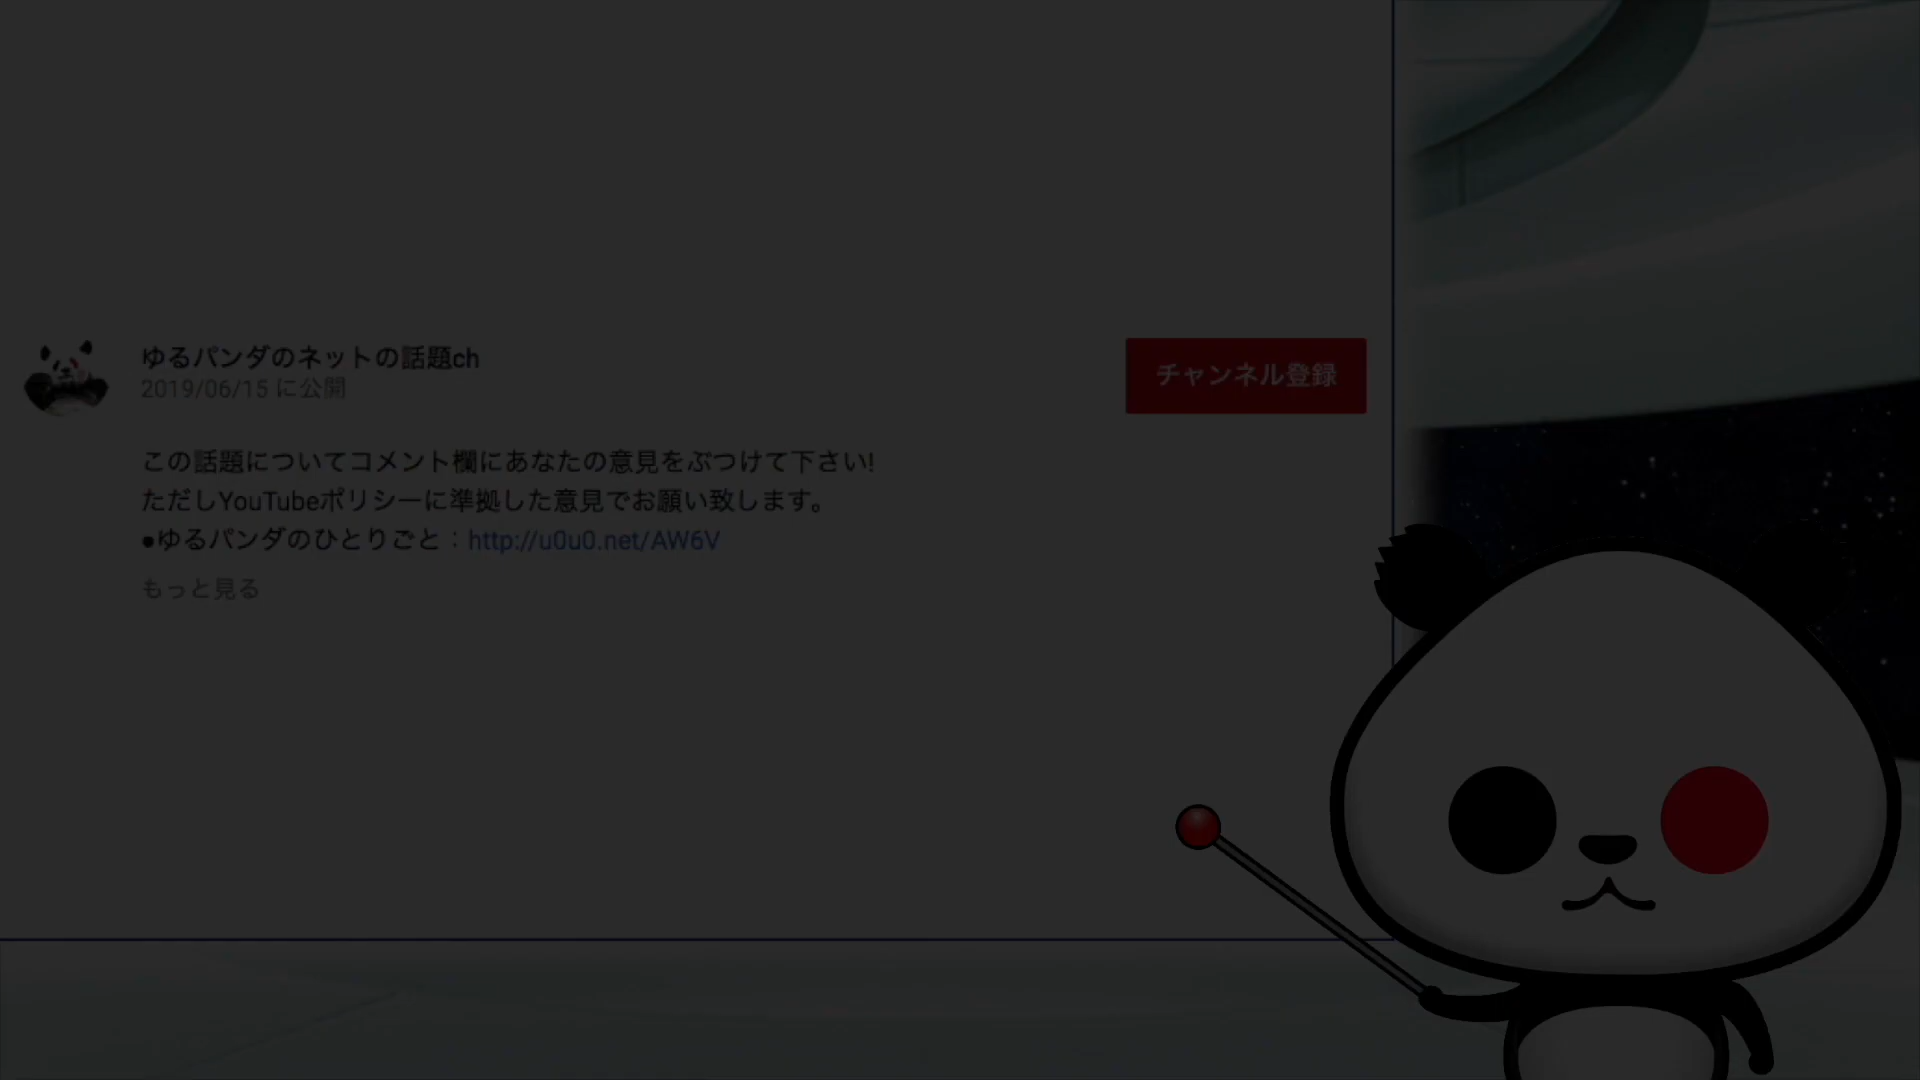 ゆるパンダのネットの話題ch
2019/06/15 に公開
チャンネル登録
この話題についてコメント欄にあなたの意見をぶつけて下さい!
ただしYouTubeポリシーに準拠した意見でお願い致します。
●ゆるパンダのひとりごと：http://u0u0.net/AW6V
もっと見る